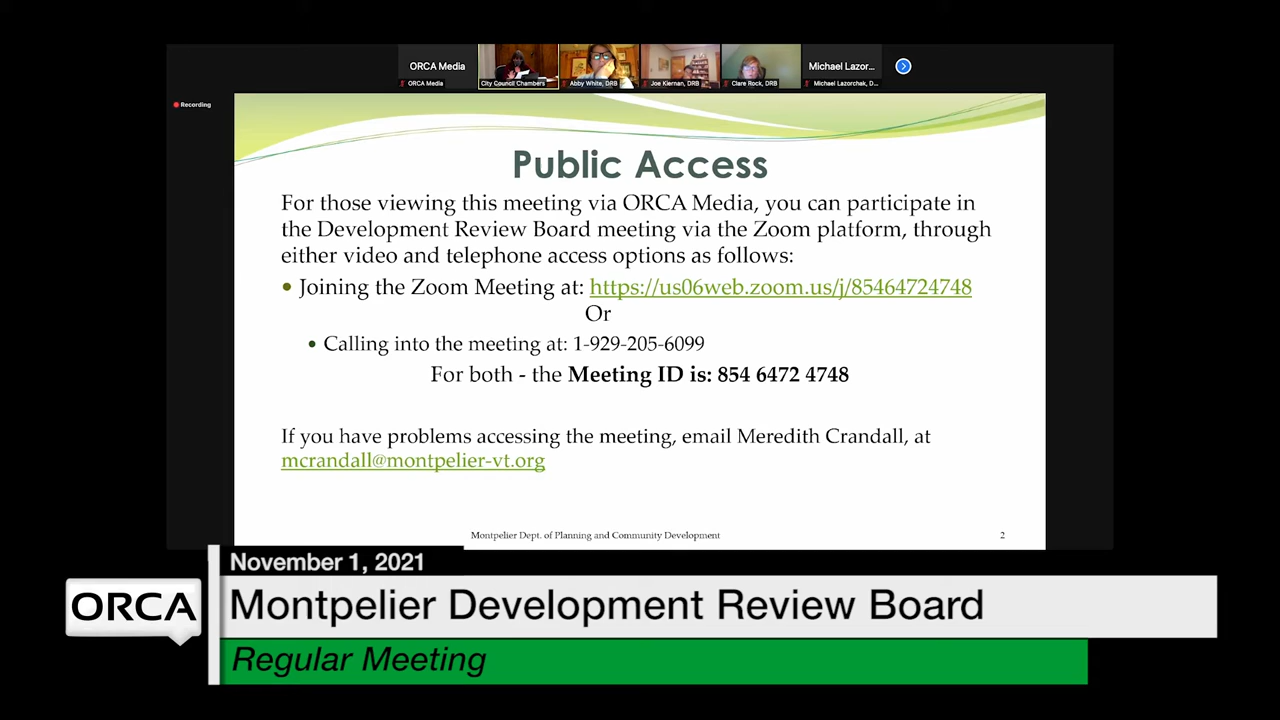 ORCA Media
Michael Lazor...
ORCA Media
City Council Chambers
Abby White, DRB
Joe Kiernan, DRB
Clare Rock, DRB
Michael Lazorchak, D...
Recording
Public Access
For those viewing this meeting via ORCA Media, you can participate in
the Development Review Board meeting via the Zoom platform, through
either video and telephone access options as follows:
• Joining the Zoom Meeting at: https://us06web.zoom.us/j/85464724748
Or
• Calling into the meeting at: 1-929-205-6099
For both - the Meeting ID is: 854 6472 4748
If you have problems accessing the meeting, email Meredith Crandall, at
mcrandall@montpelier-vt.org
Montpelier Dept. of Planning and Community Development
2
November 1, 2021
ORCA
Montpelier Development Review Board
Regular Meeting